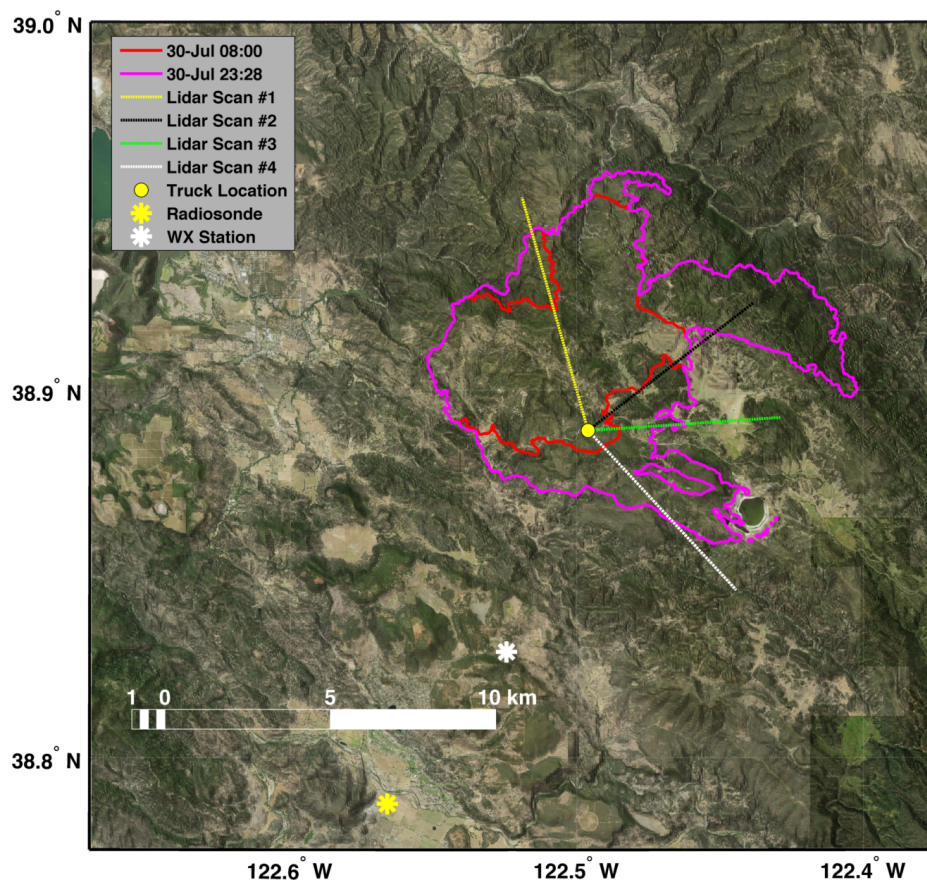 39.0° N
30-Jul 08:00
30-Jul 23:28
Lidar Scan #1
Lidar Scan #2
Lidar Scan #3
Lidar Scan #4
Truck Location
Radiosonde
WX Station
38.9° N
1 0 5 10 km
38.8° N
122.6° W 122.5° W 122.4° W